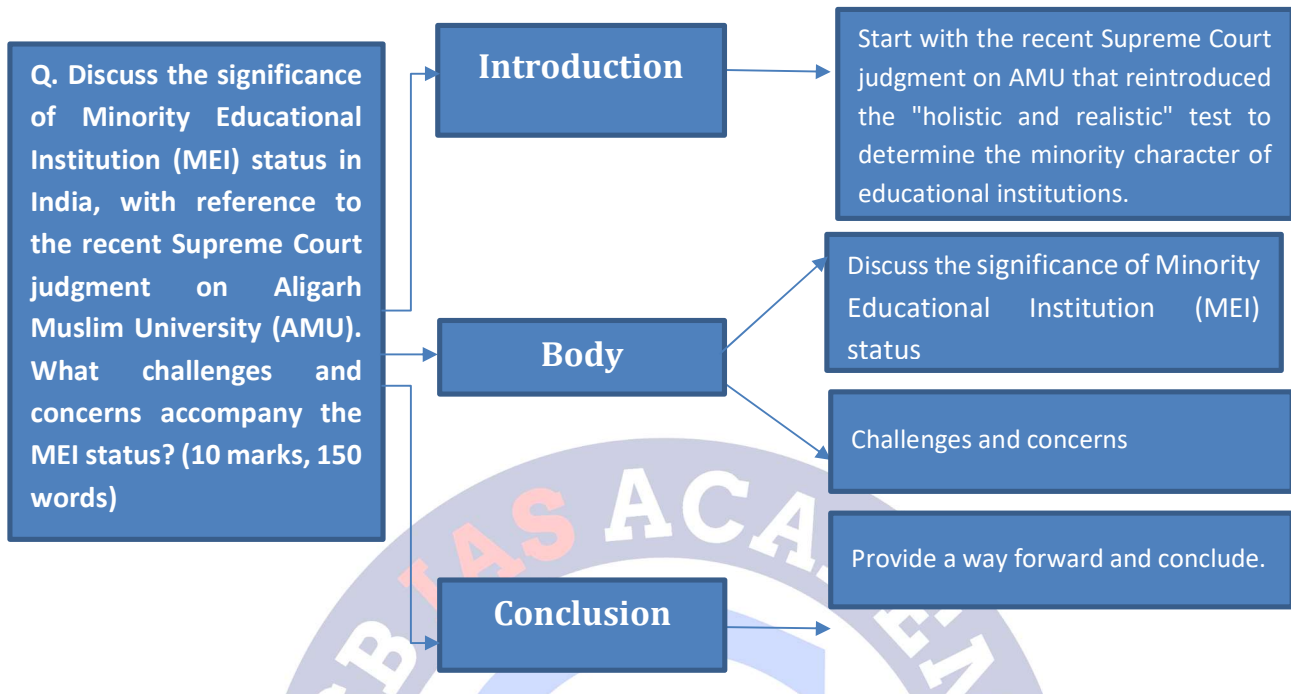 Q. Discuss the significance
of Minority Educational
Institution (MEI) status in
India, with reference to
the recent Supreme Court
judgment on Aligarh
Muslim University (AMU).
What challenges and
concerns accompany the
MEI status? (10 marks, 150
words)
Introduction
Start with the recent Supreme Court
judgment on AMU that reintroduced
the "holistic and realistic" test to
determine the minority character of
educational institutions.
Body
Discuss the significance of Minority
Educational Institution (MEI)
status
Challenges and concerns
Conclusion
Provide a way forward and conclude.
IAS